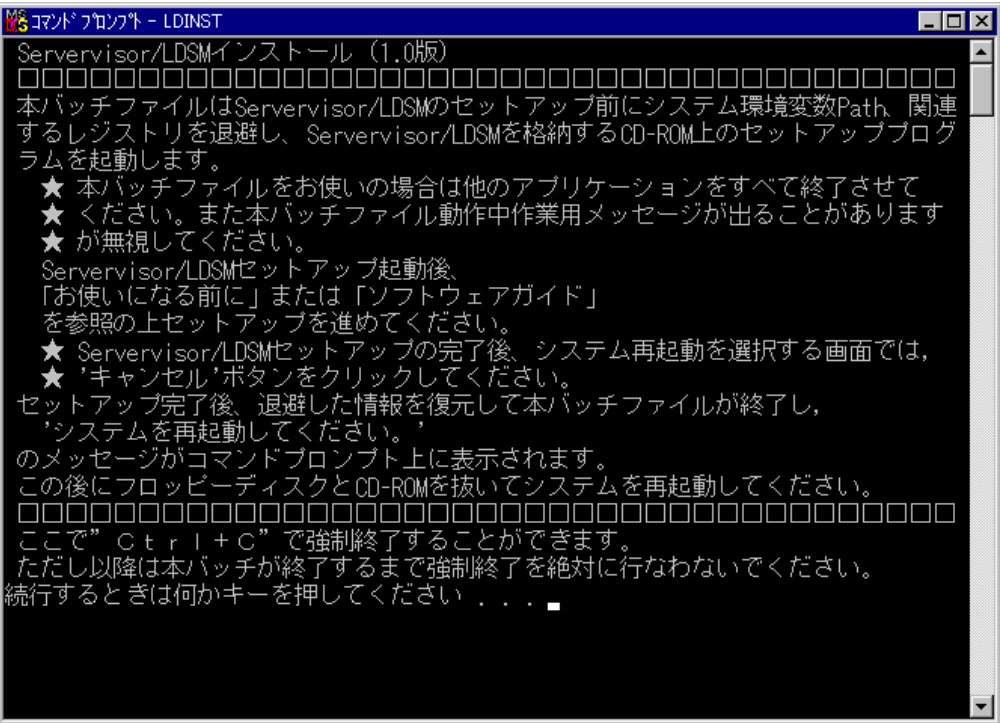 MS DOS コマンド プロンプト - LDINST
Servervisor/LDSMインストール（1.0版）
□□□□□□□□□□□□□□□□□□□□□□□□□□□□□□□□□□□□□□□
本バッチファイルはServervisor/LDSMのセットアップ前にシステム環境変数Path、関連
するレジストリを退避し、Servervisor/LDSMを格納するCD-ROM上のセットアッププログ
ラムを起動します。
★ 本バッチファイルをお使いの場合は他のアプリケーションをすべて終了させて
★ ください。また本バッチファイル動作中作業用メッセージが出ることがあります
★ が無視してください。
Servervisor/LDSMセットアップ起動後、
「お使いになる前に」または「ソフトウェアガイド」
を参照の上セットアップを進めてください。
★ Servervisor/LDSMセットアップの完了後、システム再起動を選択する画面では,
★ 'キャンセル'ボタンをクリックしてください。
セットアップ完了後、退避した情報を復元して本バッチファイルが終了し,
'システムを再起動してください。'
のメッセージがコマンドプロンプト上に表示されます。
この後にフロッピーディスクとCD-ROMを抜いてシステムを再起動してください。
□□□□□□□□□□□□□□□□□□□□□□□□□□□□□□□□□□□□□□□
ここで”Ｃｔｒｌ＋Ｃ”で強制終了することができます。
ただし以降は本バッチが終了するまで強制終了を絶対に行なわないでください。
続行するときは何かキーを押してください . . .